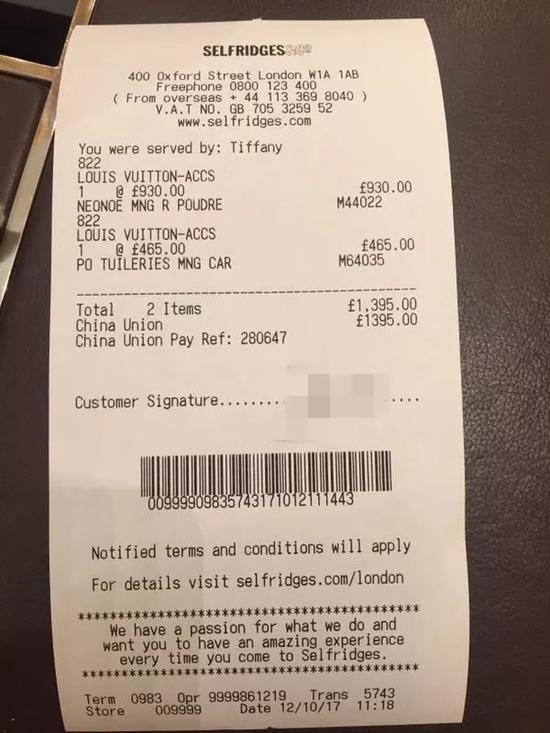 SELFRIDGES&Co
400 Oxford Street London W1A 1AB
Freephone 0800 123 400
( From overseas + 44 113 369 8040 )
V.A.T NO. GB 705 3259 52
www.selfridges.com
You were served by: Tiffany
822
LOUIS VUITTON-ACCS
1 @ £930.00 £930.00
NEONOE MNG R POUDRE M44022
822
LOUIS VUITTON-ACCS
1 @ £465.00 £465.00
PO TUILERIES MNG CAR M64035
Total 2 Items £1,395.00
China Union £1395.00
China Union Pay Ref: 280647
Customer Signature............
00999909835743171012111443
Notified terms and conditions will apply
For details visit selfridges.com/london
******************************************
We have a passion for what we do and
want you to have an amazing experience
every time you come to Selfridges.
******************************************
Term 0983 Opr 9999861219 Trans 5743
Store 009999 Date 12/10/17 11:18